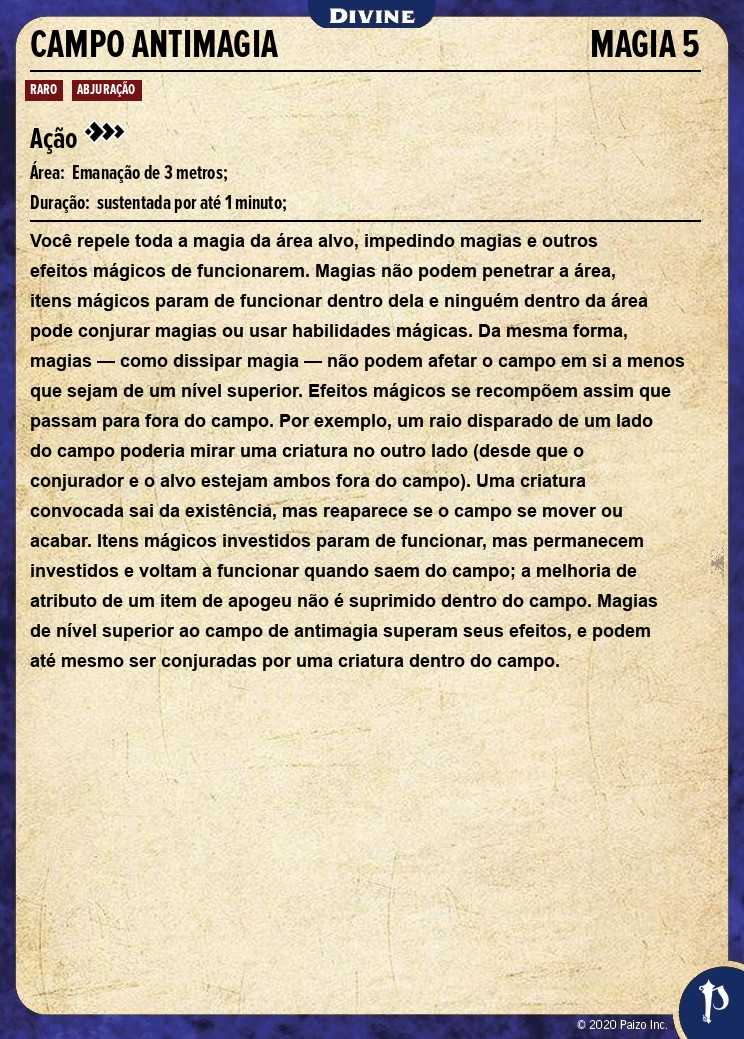 DIVINE
CAMPO ANTIMAGIA MAGIA 5
RARO ABJURAÇÃO
Ação
Área: Emanação de 3 metros;
Duração: sustentada por até 1 minuto;
Você repele toda a magia da área alvo, impedindo magias e outros
efeitos mágicos de funcionarem. Magias não podem penetrar a área,
itens mágicos param de funcionar dentro dela e ninguém dentro da área
pode conjurar magias ou usar habilidades mágicas. Da mesma forma,
magias — como dissipar magia — não podem afetar o campo em si a menos
que sejam de um nível superior. Efeitos mágicos se recompõem assim que
passam para fora do campo. Por exemplo, um raio disparado de um lado
do campo poderia mirar uma criatura no outro lado (desde que o
conjurador e o alvo estejam ambos fora do campo). Uma criatura
convocada sai da existência, mas reaparece se o campo se mover ou
acabar. Itens mágicos investidos param de funcionar, mas permanecem
investidos e voltam a funcionar quando saem do campo; a melhoria de
atributo de um item de apogeu não é suprimido dentro do campo. Magias
de nível superior ao campo de antimagia superam seus efeitos, e podem
até mesmo ser conjuradas por uma criatura dentro do campo.
© 2020 Paizo Inc.
p